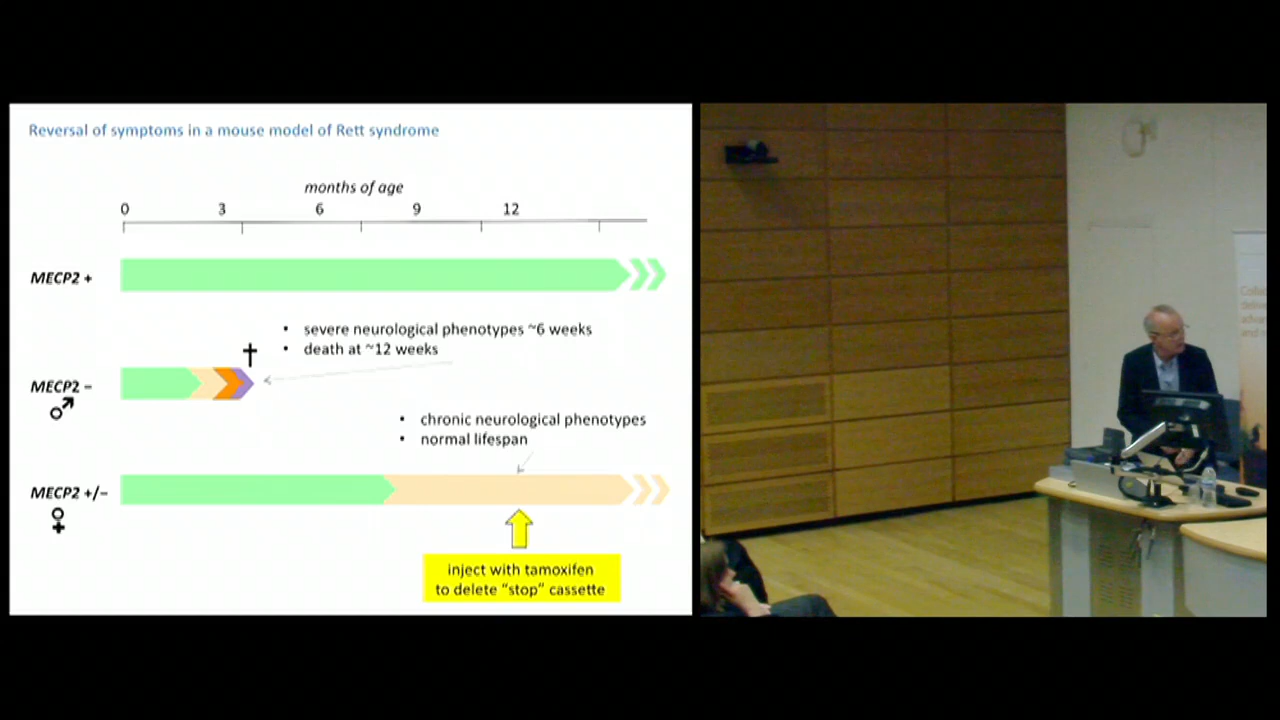 Reversal of symptoms in a mouse model of Rett syndrome
months of age
0 3 6 9 12
MECP2 +
• severe neurological phenotypes ~6 weeks
• death at ~12 weeks
MECP2 –
• chronic neurological phenotypes
• normal lifespan
MECP2 +/–
inject with tamoxifen
to delete "stop" cassette